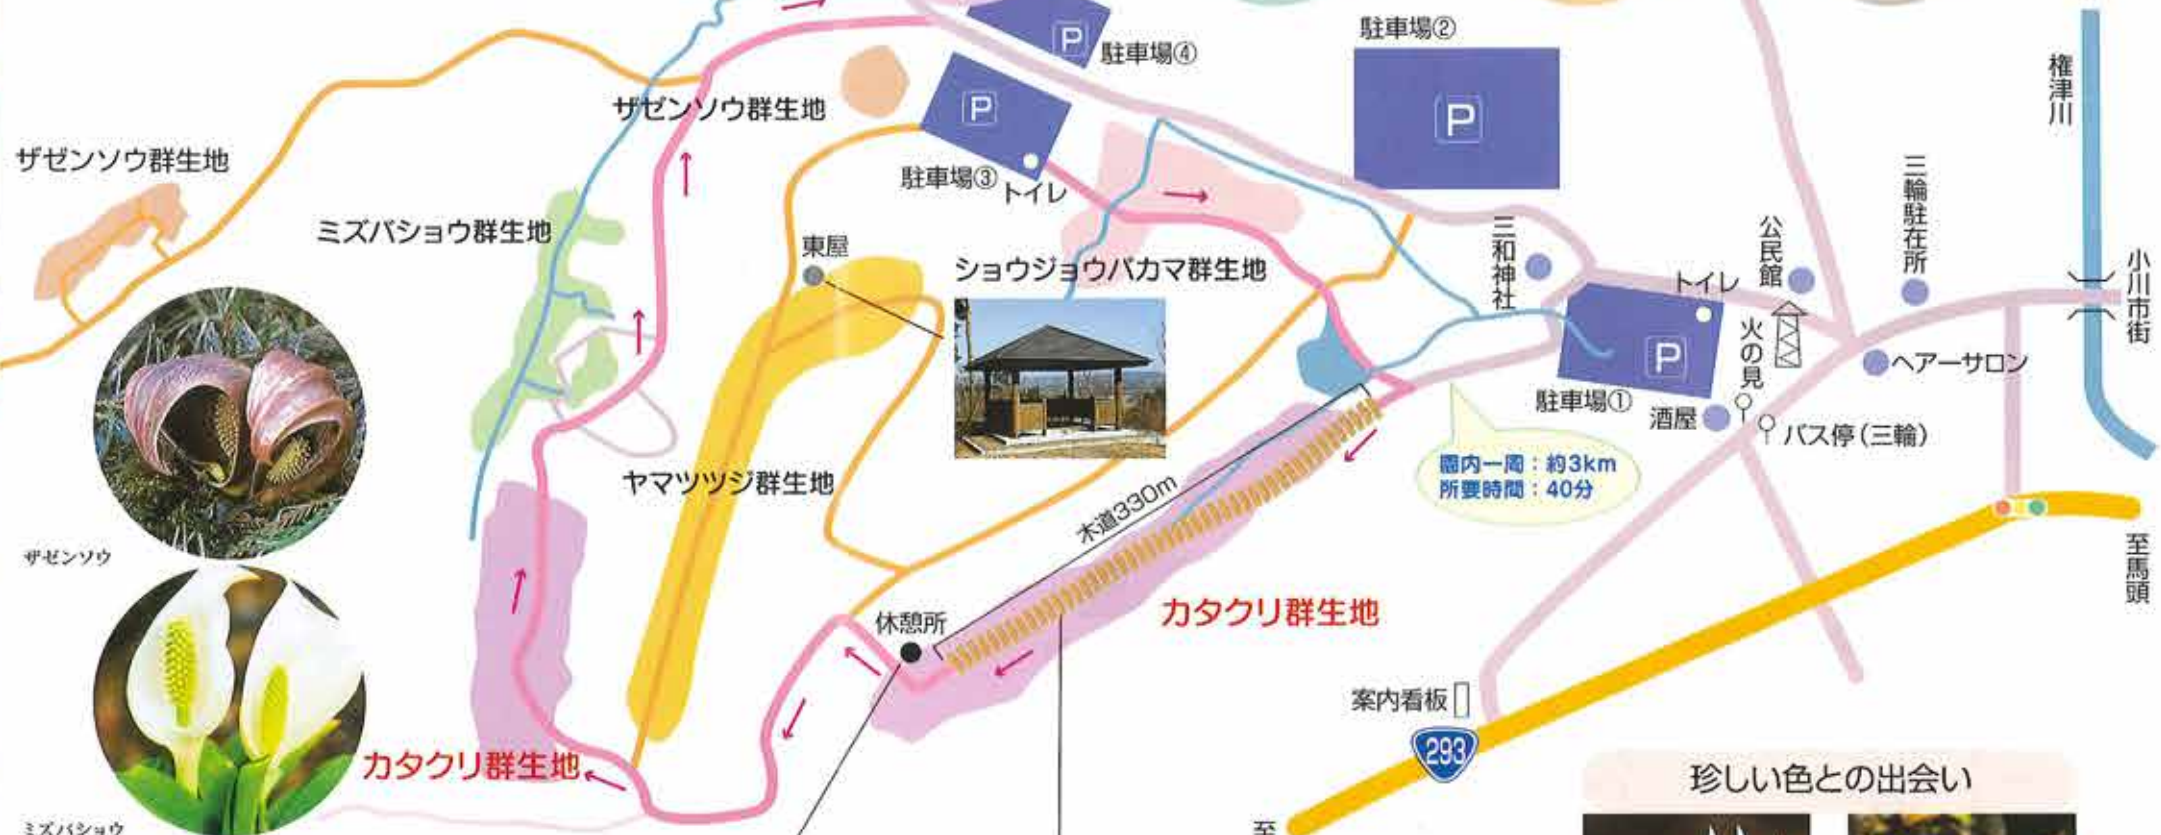 駐車場②
駐車場④
P
P
P
権津川
ザゼンソウ群生地
ザゼンソウ群生地
駐車場③
トイレ
三輪駐在所
ミズバショウ群生地
東屋
ショウジョウバカマ群生地
三和神社
公民館
トイレ
小川市街
火の見
P
ヘアーサロン
駐車場①
酒屋
バス停(三輪)
園内一周:約3km
所要時間:40分
ヤマツツジ群生地
木道330m
ザゼンソウ
至馬頭
カタクリ群生地
休憩所
案内看板
293
カタクリ群生地
珍しい色との出会い
ミズバショウ
至